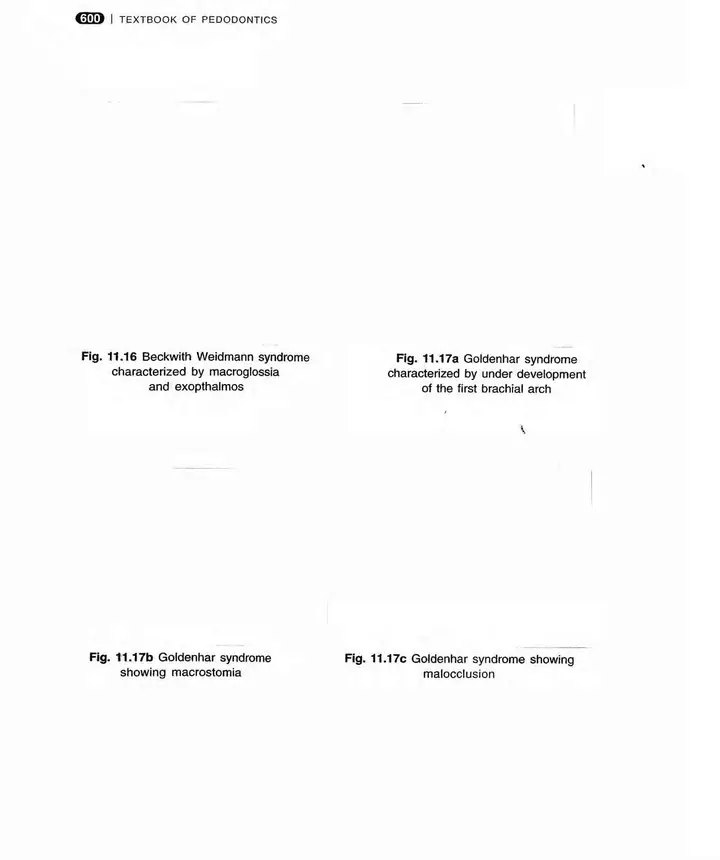 600 | TEXTBOOK OF PEDODONTICS
Fig. 11.16 Beckwith Weidmann syndrome
characterized by macroglossia
and exopthalmos
Fig. 11.17a Goldenhar syndrome
characterized by under development
of the first brachial arch
Fig. 11.17b Goldenhar syndrome
showing macrostomia
Fig. 11.17c Goldenhar syndrome showing
malocclusion